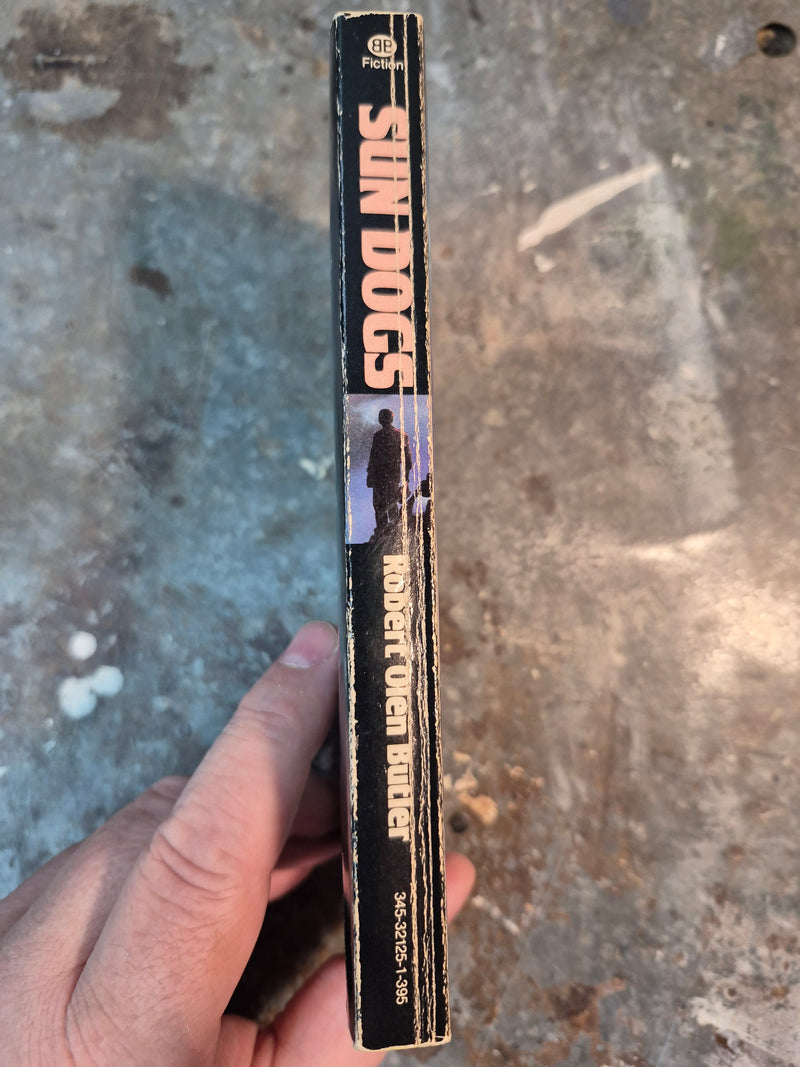 BB
Fiction
SUN DOGS
Robert Olen Butler
345-32125-1-395